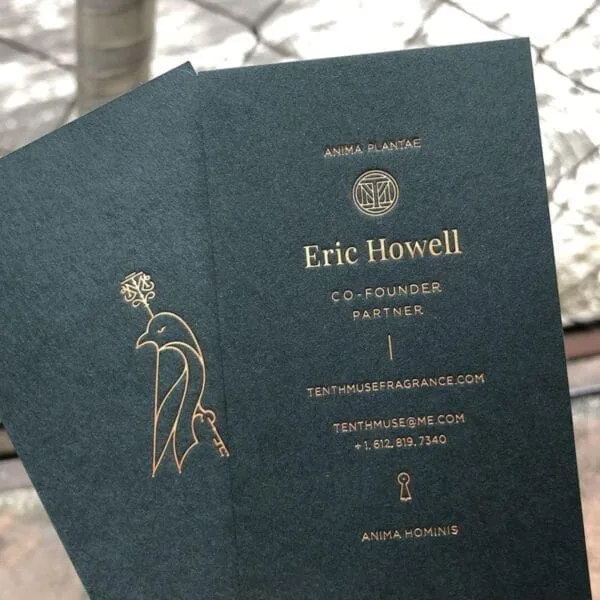 ANIMA PLANTAE
Eric Howell
CO-FOUNDER
PARTNER
TENTHMUSEFRAGRANCE.COM
TENTHMUSE@ME.COM
+1. 612. 819. 7340
ANIMA HOMINIS